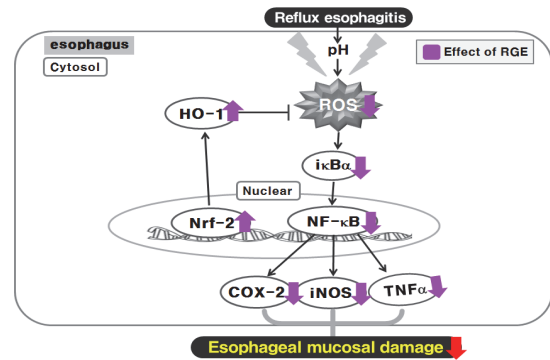 Reflux esophagitis
esophagus
pH
Effect of RGE
Cytosol
ROS
HO-1
iκBα
Nuclear
Nrf-2
NF-κB
COX-2
iNOS
TNFα
Esophageal mucosal damage